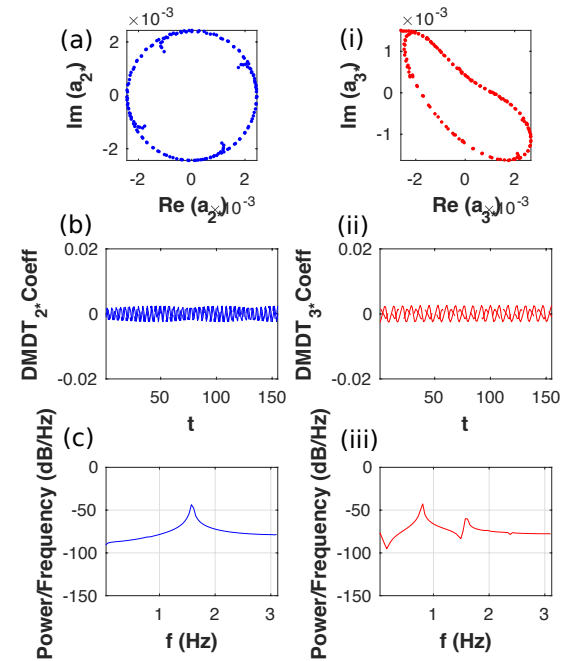 (a)
×10⁻³
2
0
-2
Im (a₂*)
-2
0
2
Re (a₂*)
×10⁻³
(i)
×10⁻³
1
0
-1
Im (a₃*)
-2
0
2
Re (a₃*)
×10⁻³
(b)
0.02
0
-0.02
DMDT₂*Coeff
50
100
150
t
(ii)
0.02
0
-0.02
DMDT₃*Coeff
50
100
150
t
(c)
0
-50
-100
-150
Power/Frequency (dB/Hz)
1
2
3
f (Hz)
(iii)
0
-50
-100
-150
Power/Frequency (dB/Hz)
1
2
3
f (Hz)